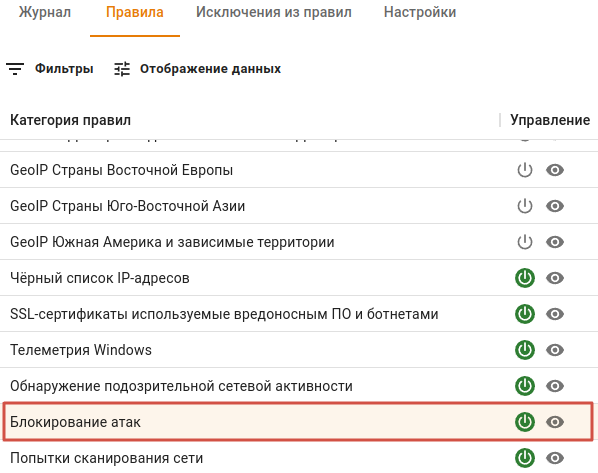 Журнал Правила Исключения из правил Настройки
Фильтры Отображение данных
Категория правил Управление
GeoIP Страны Восточной Европы
GeoIP Страны Юго-Восточной Азии
GeoIP Южная Америка и зависимые территории
Чёрный список IP-адресов
SSL-сертификаты используемые вредоносным ПО и ботнетами
Телеметрия Windows
Обнаружение подозрительной сетевой активности
Блокирование атак
Попытки сканирования сети